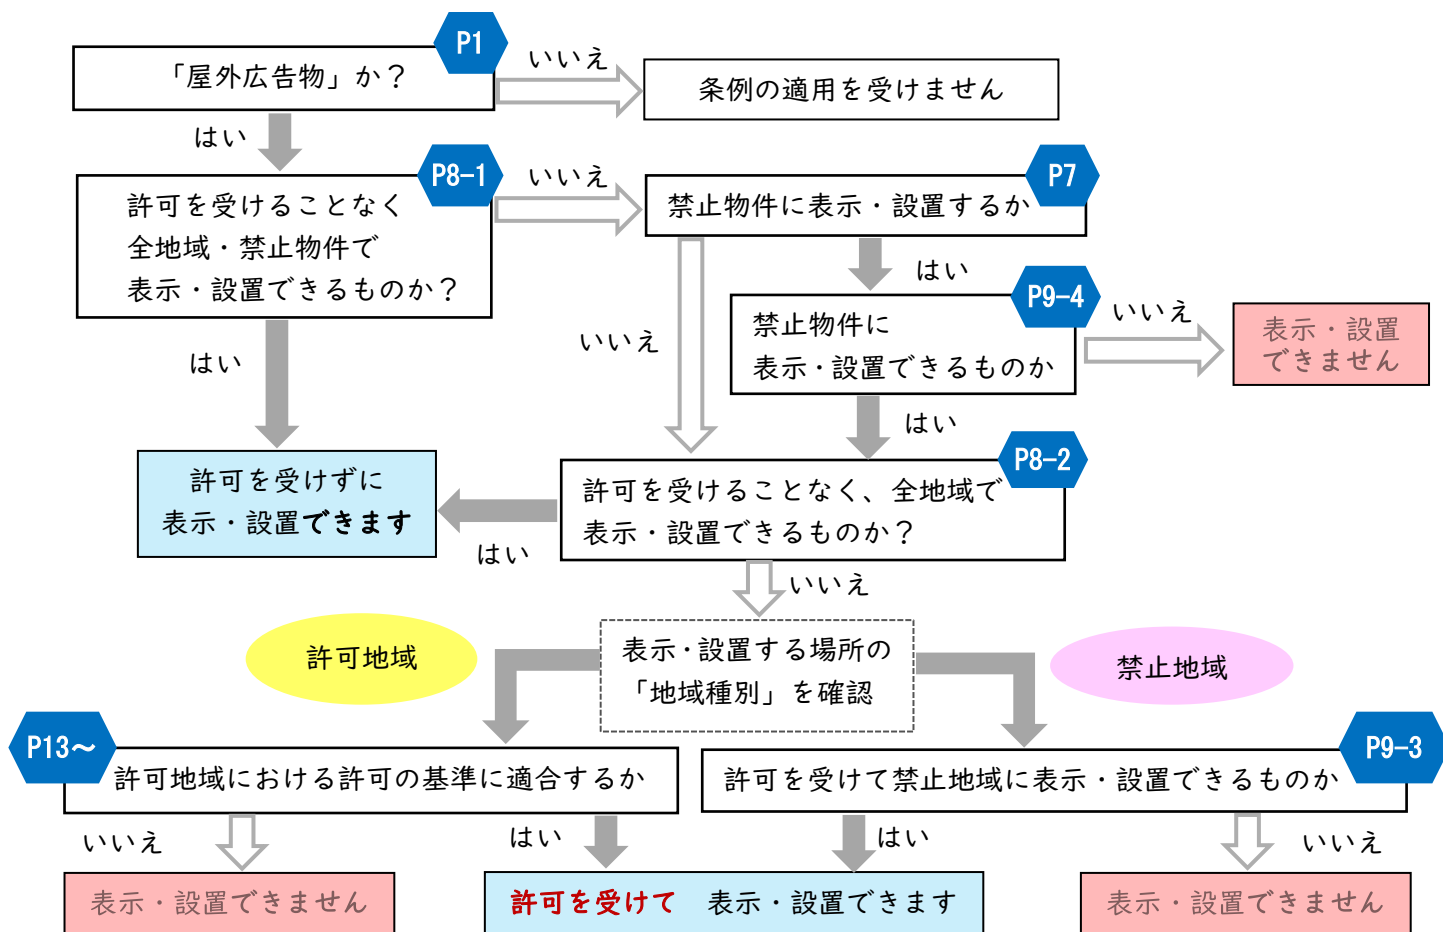 P1
「屋外広告物」か？
いいえ
条例の適用を受けません
はい
P8-1
許可を受けることなく
全地域・禁止物件で
表示・設置できるものか？
いいえ
P7
禁止物件に表示・設置するか
はい
P9-4
禁止物件に
表示・設置できるものか
いいえ
表示・設置
できません
はい
いいえ
はい
P8-2
許可を受けずに
表示・設置できます
許可を受けることなく、全地域で
表示・設置できるものか？
はい
いいえ
許可地域
表示・設置する場所の
「地域種別」を確認
禁止地域
P13～
許可地域における許可の基準に適合するか
P9-3
許可を受けて禁止地域に表示・設置できるものか
いいえ
はい
はい
いいえ
表示・設置できません
許可を受けて　表示・設置できます
表示・設置できません